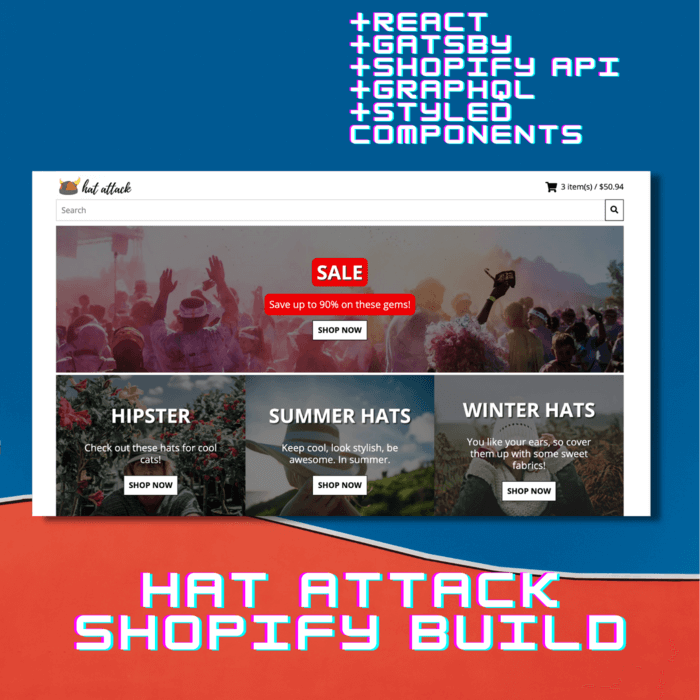 +REACT
+GATSBY
+SHOPIFY API
+GRAPHQL
+STYLED
COMPONENTS
hat attack
3 item(s) / $50.94
Search
SALE
Save up to 90% on these gems!
SHOP NOW
HIPSTER
Check out these hats for cool
cats!
SHOP NOW
SUMMER HATS
Keep cool, look stylish, be
awesome. In summer.
SHOP NOW
WINTER HATS
You like your ears, so cover
them up with some sweet
fabrics!
SHOP NOW
HAT ATTACK
SHOPIFY BUILD